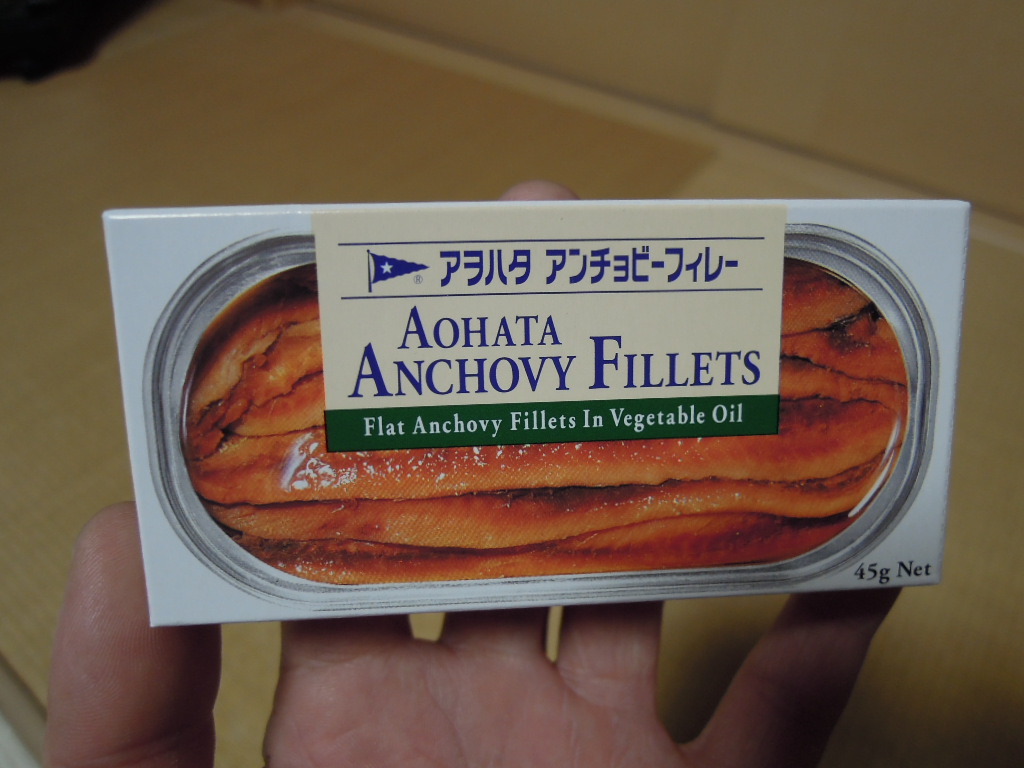 ® アヲハタ アンチョビーフィレー
AOHATA
ANCHOVY FILLETS
Flat Anchovy Fillets In Vegetable Oil
45g Net